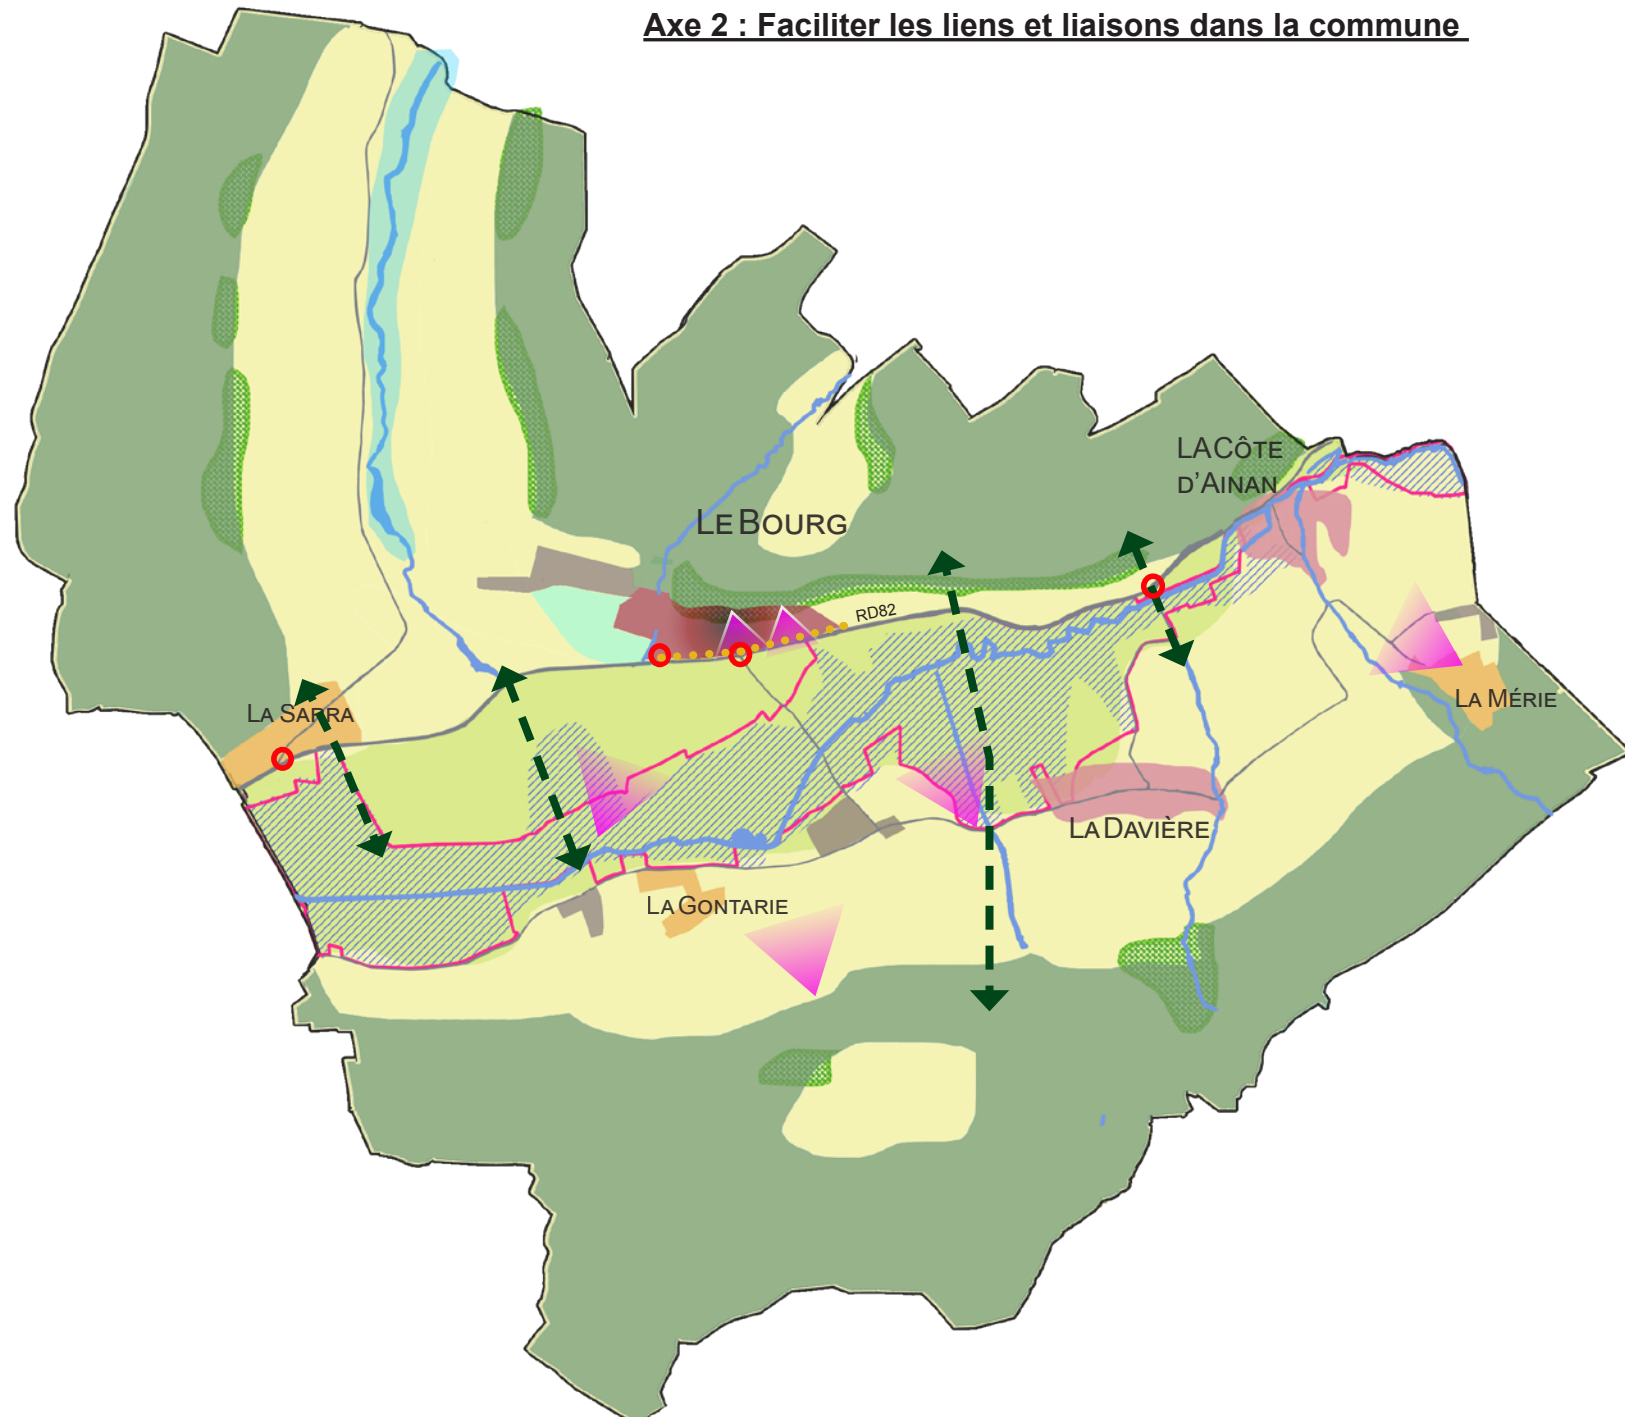 Axe 2 : Faciliter les liens et liaisons dans la commune
LA CÔTE
D'AINAN
LE BOURG
RD82
LA SARRA
LA MÉRIE
LA DAVIÈRE
LA GONTARIE